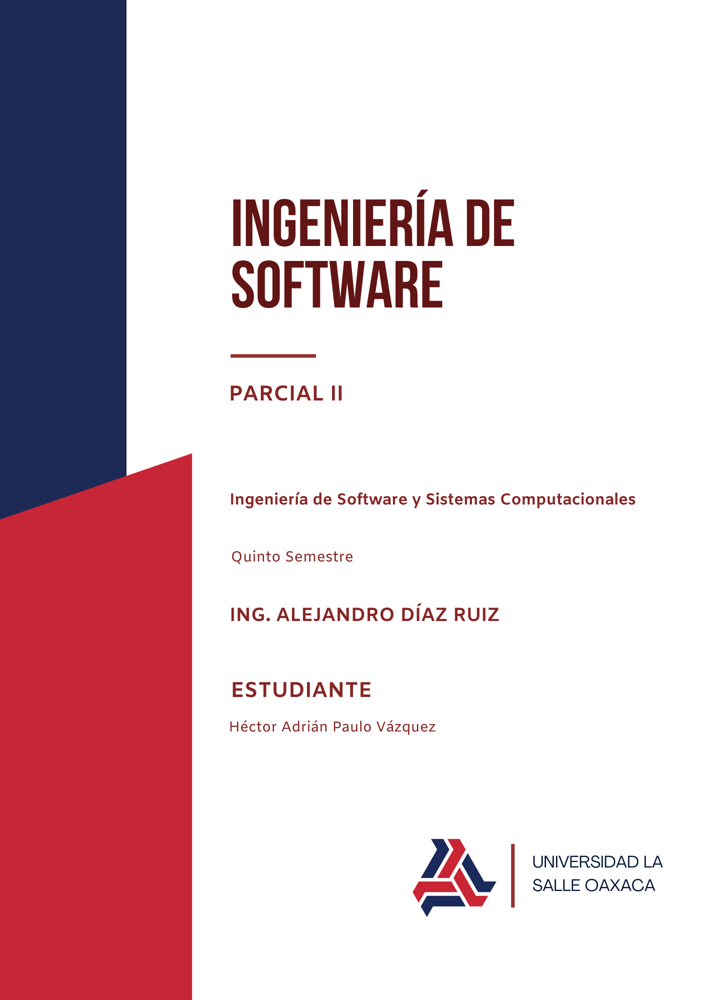 INGENIERÍA DE
SOFTWARE
PARCIAL II
Ingeniería de Software y Sistemas Computacionales
Quinto Semestre
ING. ALEJANDRO DÍAZ RUIZ
ESTUDIANTE
Héctor Adrián Paulo Vázquez
UNIVERSIDAD LA
SALLE OAXACA